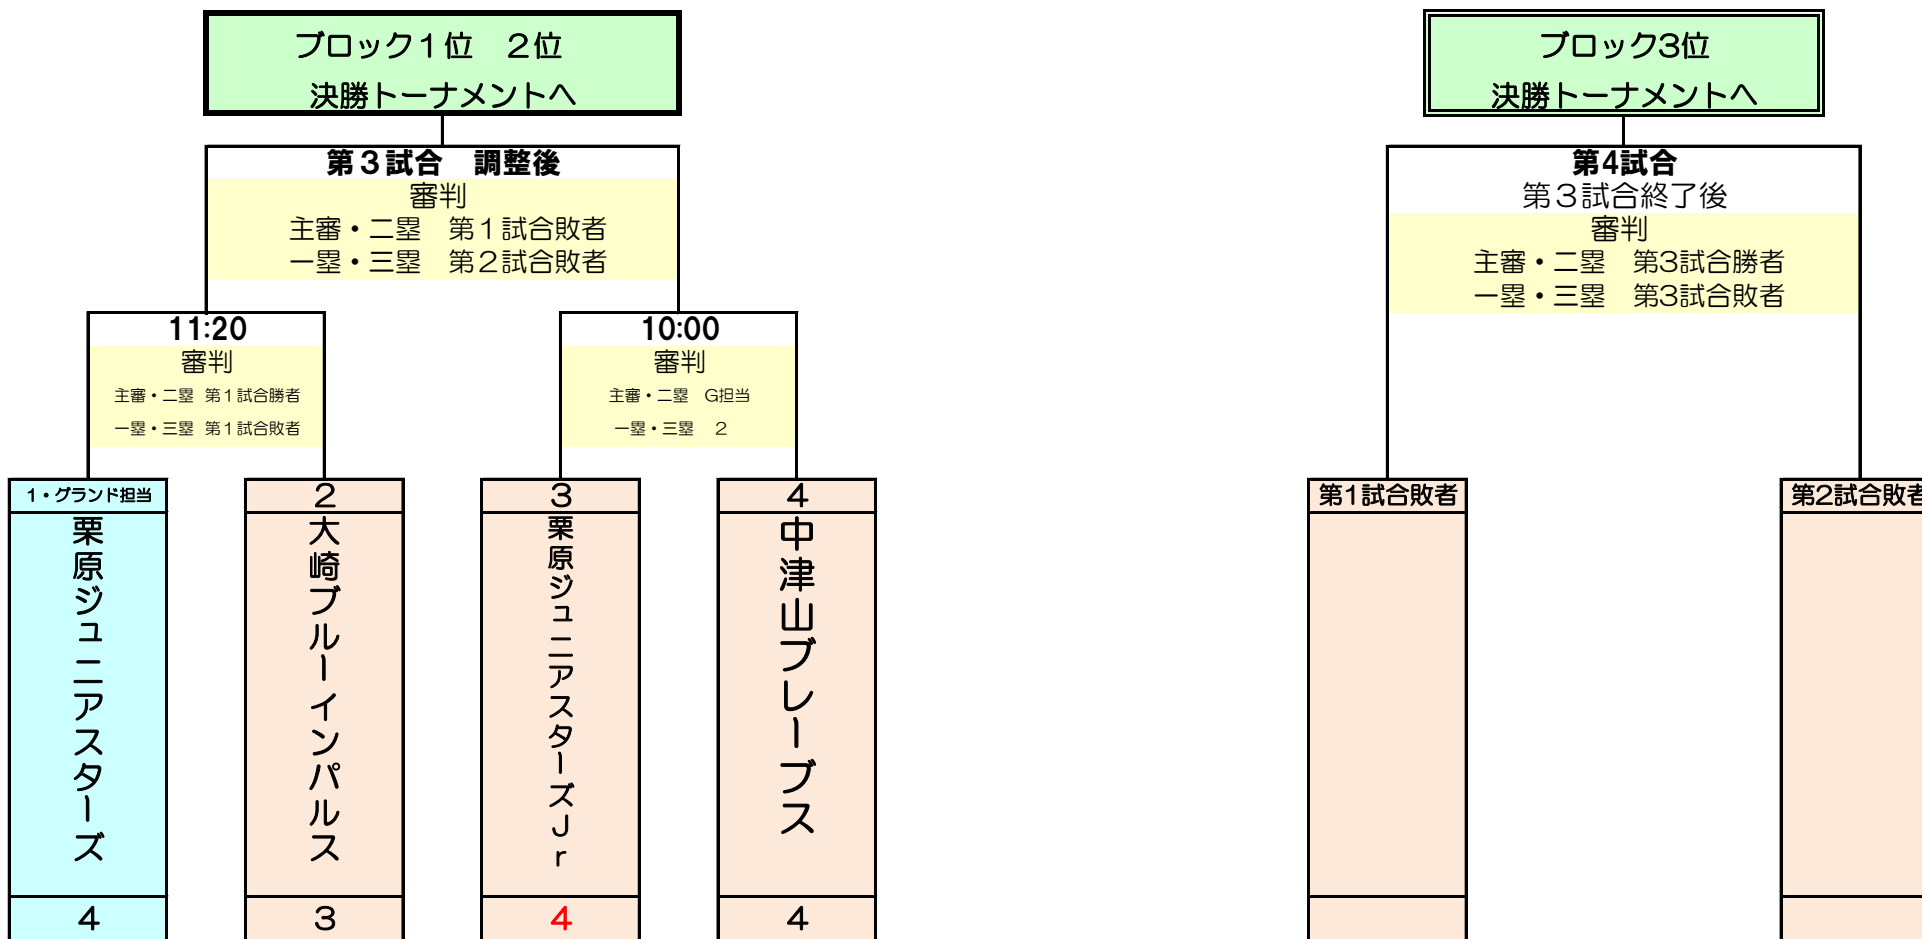 ブロック１位　２位
決勝トーナメントへ
第３試合　調整後
審判
主審・二塁　第１試合敗者
一塁・三塁　第２試合敗者
11:20
審判
主審・二塁 第１試合勝者
一塁・三塁 第１試合敗者
10:00
審判
主審・二塁　G担当
一塁・三塁　２
1・グランド担当
栗原ジュニアスターズ
4
2
大崎ブルーインパルス
3
3
栗原ジュニアスターズJr
4
4
中津山ブレーブス
4
ブロック3位
決勝トーナメントへ
第4試合
第３試合終了後
審判
主審・二塁　第3試合勝者
一塁・三塁　第3試合敗者
第1試合敗者
第2試合敗者